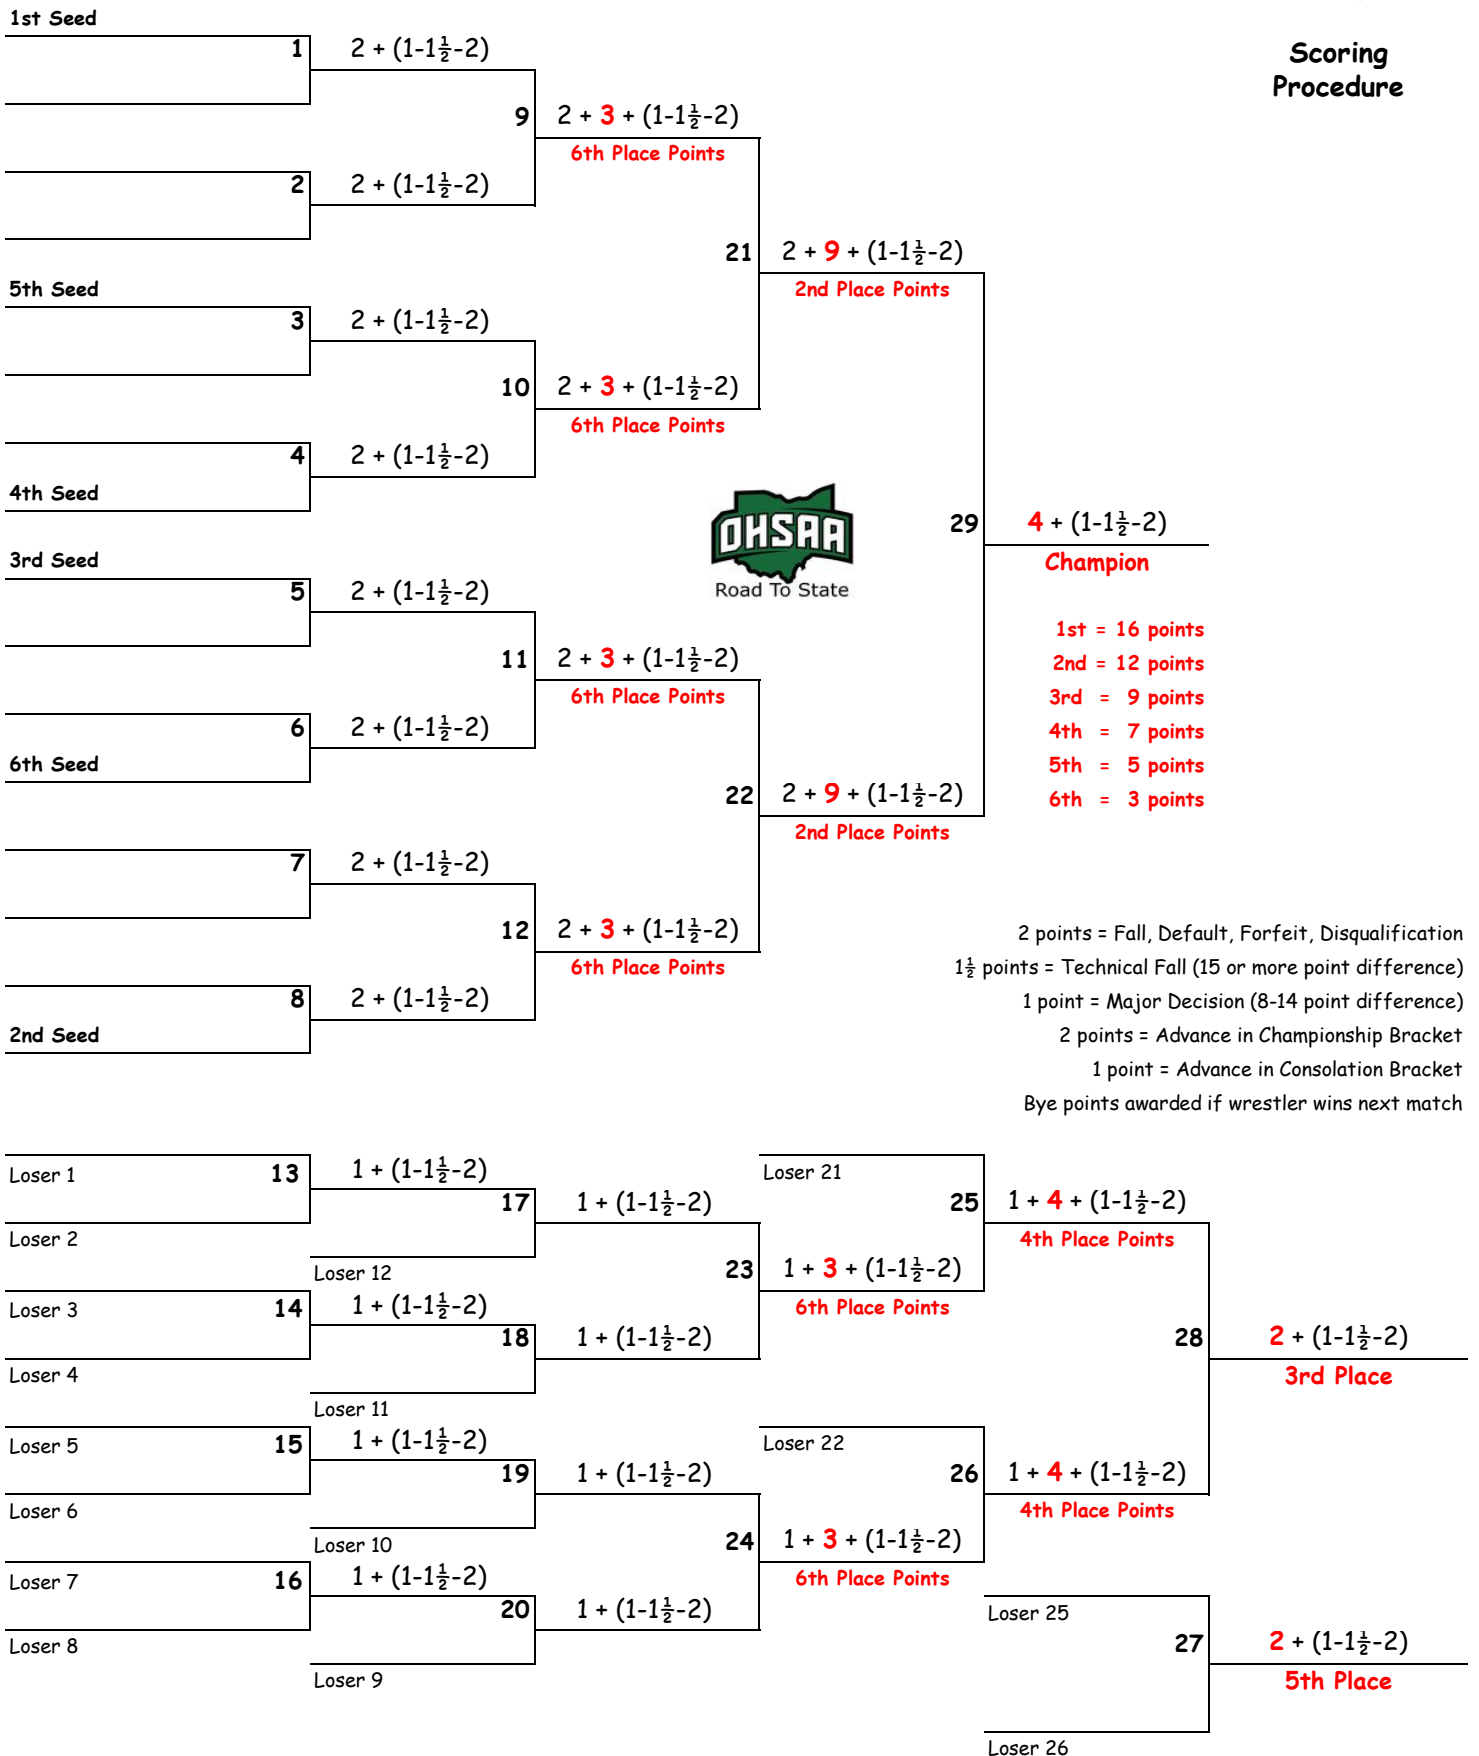 1st Seed
Scoring
Procedure
1
2 + (1-1½-2)
9
2 + 3 + (1-1½-2)
6th Place Points
2
2 + (1-1½-2)
21
2 + 9 + (1-1½-2)
2nd Place Points
5th Seed
3
2 + (1-1½-2)
10
2 + 3 + (1-1½-2)
6th Place Points
4
2 + (1-1½-2)
4th Seed
OHSAA
Road To State
29
4 + (1-1½-2)
Champion
3rd Seed
5
2 + (1-1½-2)
1st = 16 points
2nd = 12 points
3rd = 9 points
4th = 7 points
5th = 5 points
6th = 3 points
11
2 + 3 + (1-1½-2)
6th Place Points
6
2 + (1-1½-2)
6th Seed
22
2 + 9 + (1-1½-2)
2nd Place Points
7
2 + (1-1½-2)
12
2 + 3 + (1-1½-2)
6th Place Points
8
2 + (1-1½-2)
2nd Seed
2 points = Fall, Default, Forfeit, Disqualification
1½ points = Technical Fall (15 or more point difference)
1 point = Major Decision (8-14 point difference)
2 points = Advance in Championship Bracket
1 point = Advance in Consolation Bracket
Bye points awarded if wrestler wins next match
Loser 1
13
1 + (1-1½-2)
Loser 2
17
1 + (1-1½-2)
Loser 12
Loser 21
25
1 + 4 + (1-1½-2)
4th Place Points
23
1 + 3 + (1-1½-2)
6th Place Points
Loser 3
14
1 + (1-1½-2)
Loser 4
18
1 + (1-1½-2)
Loser 11
28
2 + (1-1½-2)
3rd Place
Loser 5
15
1 + (1-1½-2)
Loser 6
19
1 + (1-1½-2)
Loser 10
Loser 22
26
1 + 4 + (1-1½-2)
4th Place Points
24
1 + 3 + (1-1½-2)
6th Place Points
Loser 7
16
1 + (1-1½-2)
Loser 8
20
1 + (1-1½-2)
Loser 9
Loser 25
27
2 + (1-1½-2)
5th Place
Loser 26